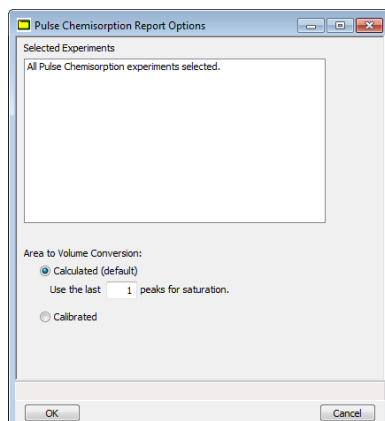 Pulse Chemisorption Report Options
Selected Experiments
All Pulse Chemisorption experiments selected.
Area to Volume Conversion:
Calculated (default)
Use the last 1 peaks for saturation.
Calibrated
OK Cancel